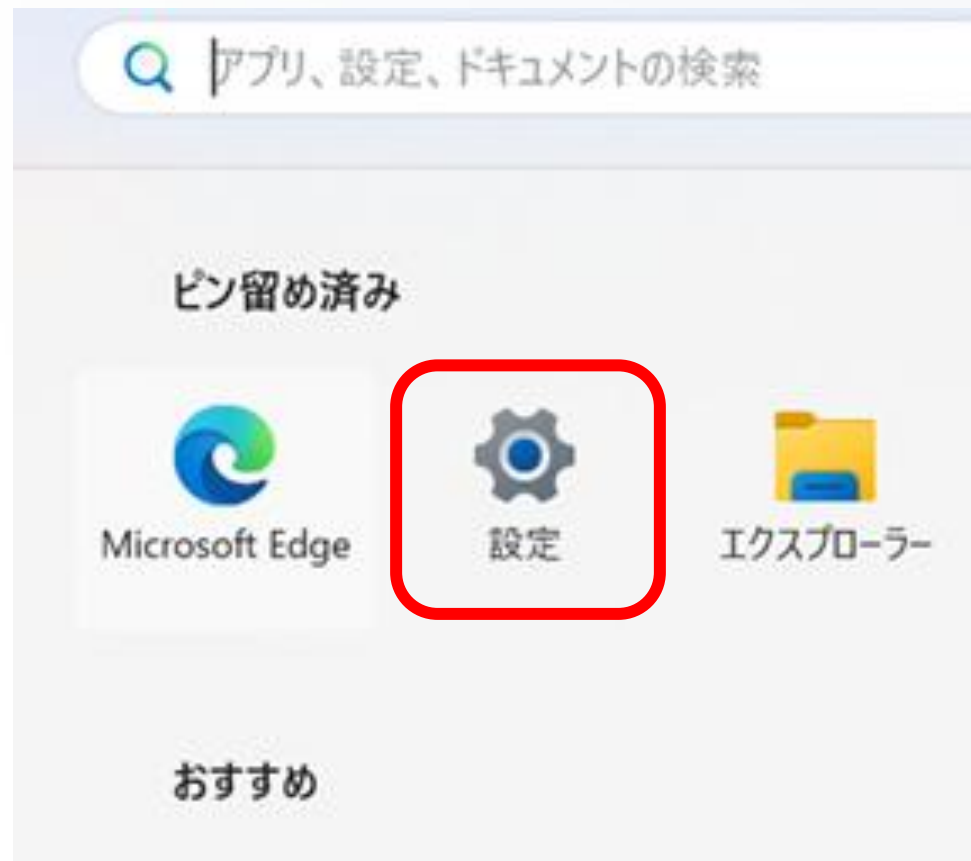 アプリ、設定、ドキュメントの検索
ピン留め済み
Microsoft Edge
設定
エクスプローラー
おすすめ